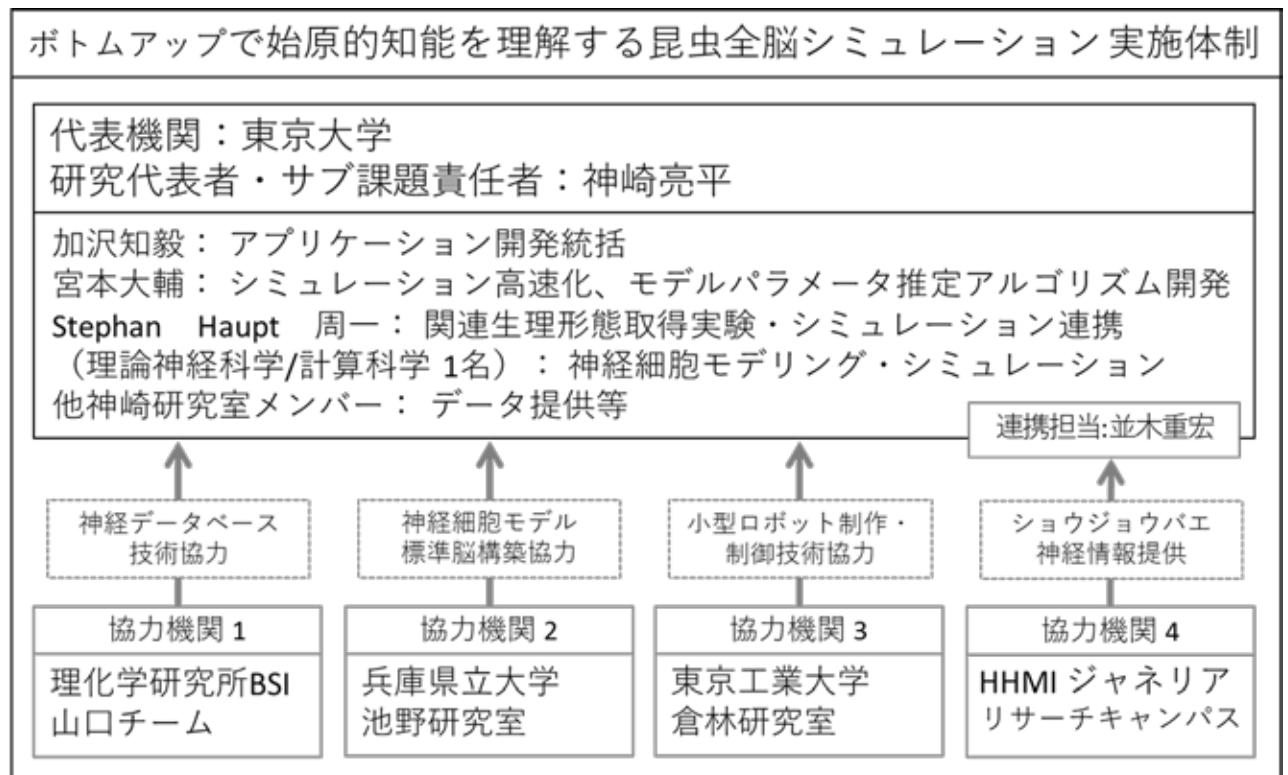 ボトムアップで始原的知能を理解する昆虫全脳シミュレーション 実施体制
代表機関：東京大学
研究代表者・サブ課題責任者：神崎亮平
加沢知毅： アプリケーション開発統括
宮本大輔： シミュレーション高速化、モデルパラメータ推定アルゴリズム開発
Stephan Haupt 周一： 関連生理形態取得実験・シミュレーション連携
（理論神経科学/計算科学 1名）： 神経細胞モデリング・シミュレーション
他神崎研究室メンバー： データ提供等
連携担当:並木重宏
神経データベース
技術協力
神経細胞モデル
標準脳構築協力
小型ロボット制作・
制御技術協力
ショウジョウバエ
神経情報提供
協力機関 1
理化学研究所BSI
山口チーム
協力機関 2
兵庫県立大学
池野研究室
協力機関 3
東京工業大学
倉林研究室
協力機関 4
HHMI ジャネリア
リサーチキャンパス